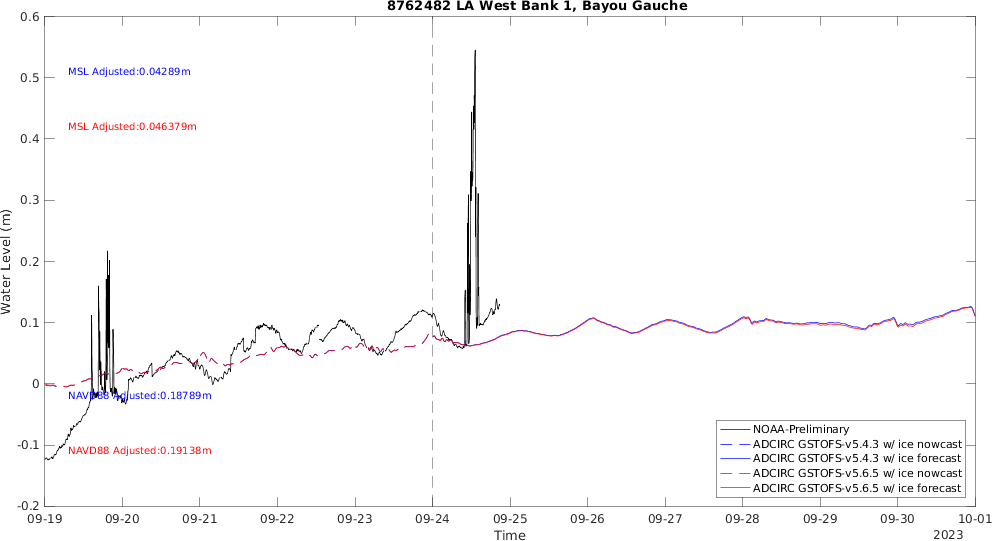 8762482 LA West Bank 1, Bayou Gauche
0.6
0.5
0.4
0.3
0.2
0.1
0
-0.1
-0.2
Water Level (m)
MSL Adjusted:0.04289m
MSL Adjusted:0.046379m
NAVD88 Adjusted:0.18789m
NAVD88 Adjusted:0.19138m
NOAA-Preliminary
ADCIRC GSTOFS-v5.4.3 w/ ice nowcast
ADCIRC GSTOFS-v5.4.3 w/ ice forecast
ADCIRC GSTOFS-v5.6.5 w/ ice nowcast
ADCIRC GSTOFS-v5.6.5 w/ ice forecast
09-19 09-20 09-21 09-22 09-23 09-24 09-25 09-26 09-27 09-28 09-29 09-30 10-01
Time
2023